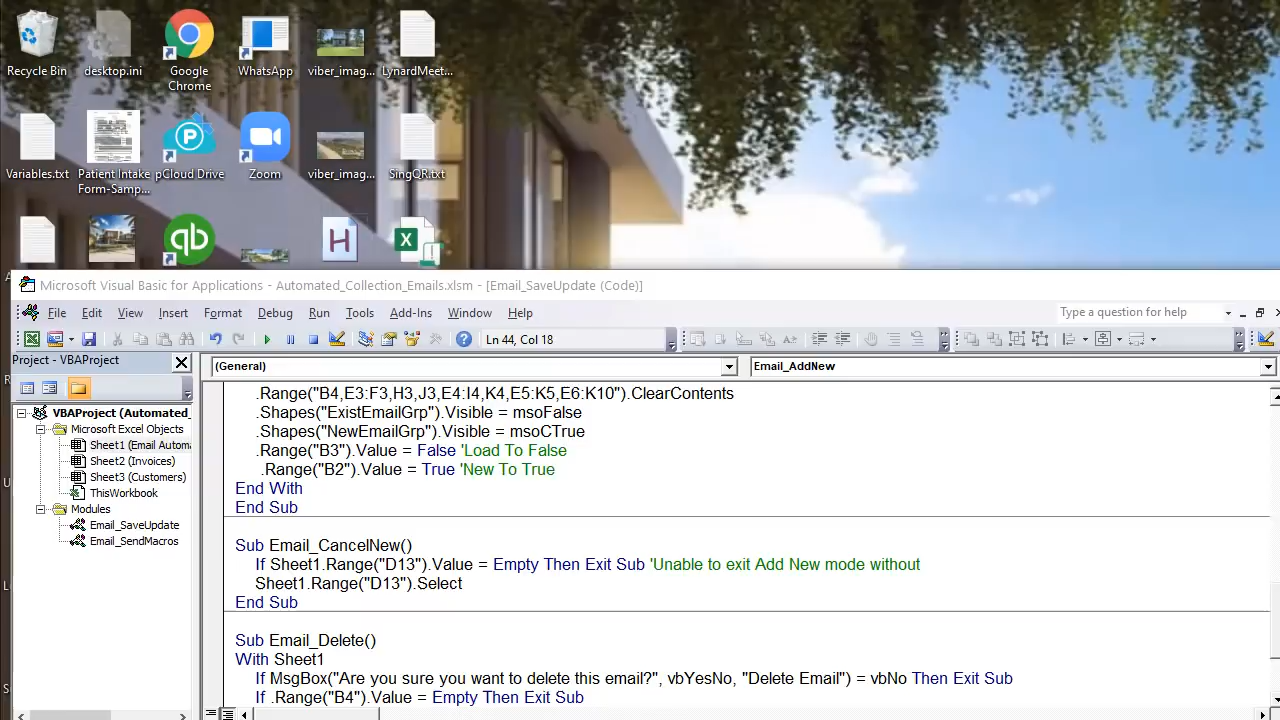 Recycle Bin
desktop.ini
Google Chrome
WhatsApp
viber_imag...
LynardMeet...
Variables.txt
Patient Intake Form-Samp...
pCloud Drive
Zoom
viber_imag...
SingQR.txt
Microsoft Visual Basic for Applications - Automated_Collection_Emails.xlsm - [Email_SaveUpdate (Code)]
File Edit View Insert Format Debug Run Tools Add-Ins Window Help
Type a question for help
Ln 44, Col 18
Project - VBAProject
(General)
Email_AddNew
VBAProject (Automated_
Microsoft Excel Objects
Sheet1 (Email Autom
Sheet2 (Invoices)
Sheet3 (Customers)
ThisWorkbook
Modules
Email_SaveUpdate
Email_SendMacros
.Range("B4,E3:F3,H3,J3,E4:I4,K4,E5:K5,E6:K10").ClearContents
.Shapes("ExistEmailGrp").Visible = msoFalse
.Shapes("NewEmailGrp").Visible = msoCTrue
.Range("B3").Value = False 'Load To False
.Range("B2").Value = True 'New To True
End With
End Sub
Sub Email_CancelNew()
If Sheet1.Range("D13").Value = Empty Then Exit Sub 'Unable to exit Add New mode without
Sheet1.Range("D13").Select
End Sub
Sub Email_Delete()
With Sheet1
If MsgBox("Are you sure you want to delete this email?", vbYesNo, "Delete Email") = vbNo Then Exit Sub
If .Range("B4").Value = Empty Then Exit Sub